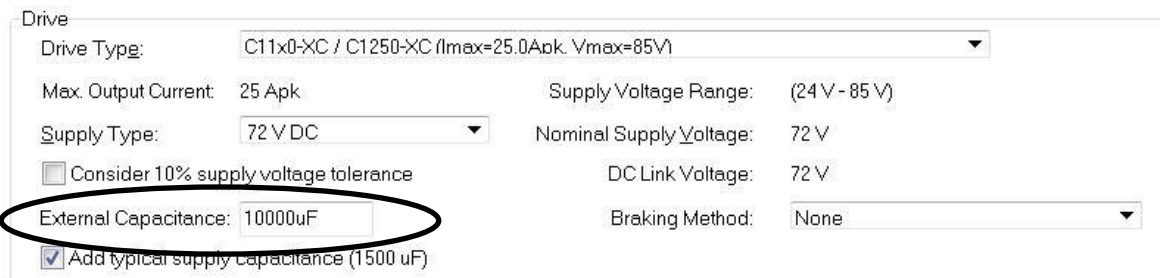 Drive
Drive Type: C11x0-XC / C1250-XC (Imax=25.0Apk, Vmax=85V)
Max. Output Current: 25 Apk Supply Voltage Range: (24 V - 85 V)
Supply Type: 72 V DC Nominal Supply Voltage: 72 V
Consider 10% supply voltage tolerance DC Link Voltage: 72 V
External Capacitance: 10000uF Braking Method: None
Add typical supply capacitance (1500 uF)